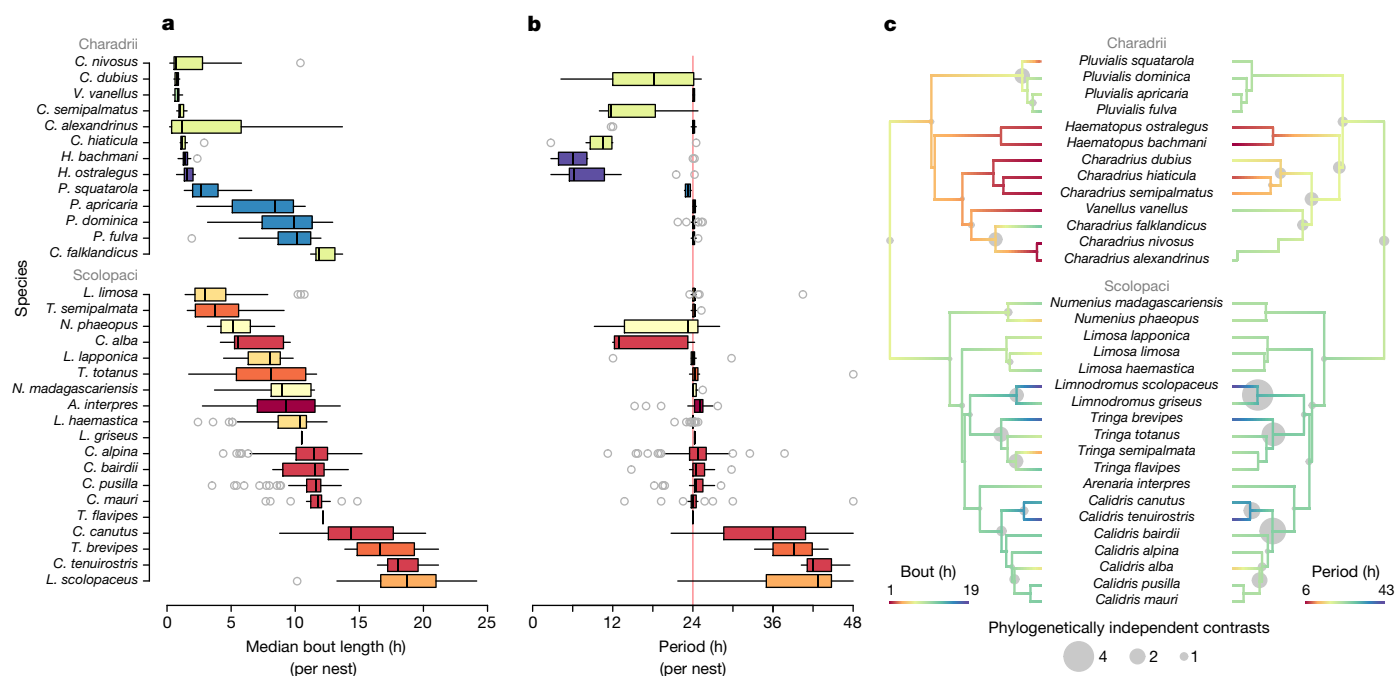 a
b
c
Species
Charadrii
C. nivosus
C. dubius
V. vanellus
C. semipalmatus
C. alexandrinus
C. hiaticula
H. bachmani
H. ostralegus
P. squatarola
P. apricaria
P. dominica
P. fulva
C. falklandicus
Scolopaci
L. limosa
T. semipalmata
N. phaeopus
C. alba
L. lapponica
T. totanus
N. madagascariensis
A. interpres
L. haemastica
L. griseus
C. alpina
C. bairdii
C. pusilla
C. mauri
T. flavipes
C. canutus
T. brevipes
C. tenuirostris
L. scolopaceus
0 5 10 15 20 25
Median bout length (h)
(per nest)
0 12 24 36 48
Period (h)
(per nest)
Charadrii
Pluvialis squatarola
Pluvialis dominica
Pluvialis apricaria
Pluvialis fulva
Haematopus ostralegus
Haematopus bachmani
Charadrius dubius
Charadrius hiaticula
Charadrius semipalmatus
Vanellus vanellus
Charadrius falklandicus
Charadrius nivosus
Charadrius alexandrinus
Scolopaci
Numenius madagascariensis
Numenius phaeopus
Limosa lapponica
Limosa limosa
Limosa haemastica
Limnodromus scolopaceus
Limnodromus griseus
Tringa brevipes
Tringa totanus
Tringa semipalmata
Tringa flavipes
Arenaria interpres
Calidris canutus
Calidris tenuirostris
Calidris bairdii
Calidris alpina
Calidris alba
Calidris pusilla
Calidris mauri
Bout (h)
1 19
Period (h)
6 43
Phylogenetically independent contrasts
4 2 1